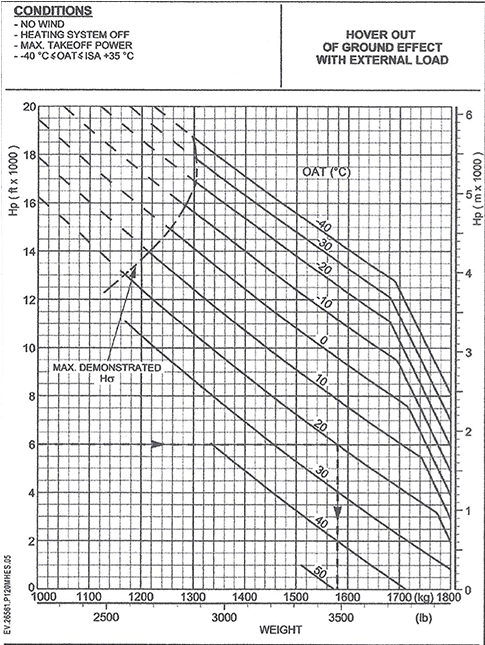 CONDITIONS
- NO WIND
- HEATING SYSTEM OFF
- MAX. TAKEOFF POWER
- -40 °C ≤ OAT ≤ ISA +35 °C
HOVER OUT
OF GROUND EFFECT
WITH EXTERNAL LOAD
Hp ( ft x 1000 )
20
18
16
14
12
10
8
6
4
2
0
Hp ( m x 1000 )
6
5
4
3
2
1
0
OAT (°C)
-40
-30
-20
-10
0
10
20
30
40
50
MAX. DEMONSTRATED
Hσ
1000 1100 1200 1300 1400 1500 1600 1700 (kg) 1800
2500 3000 3500 (lb)
WEIGHT
EV.26581.P120MHES.05